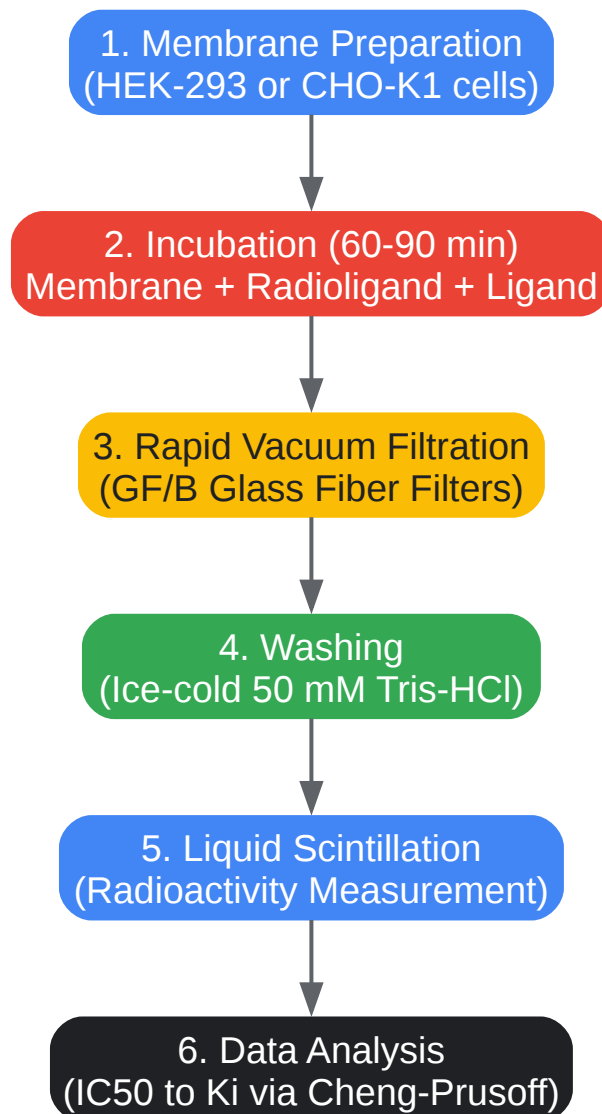 1. Membrane Preparation
(HEK-293 or CHO-K1 cells)
2. Incubation (60-90 min)
Membrane + Radioligand + Ligand
3. Rapid Vacuum Filtration
(GF/B Glass Fiber Filters)
4. Washing
(Ice-cold 50 mM Tris-HCl)
5. Liquid Scintillation
(Radioactivity Measurement)
6. Data Analysis
(IC50 to Ki via Cheng-Prusoff)